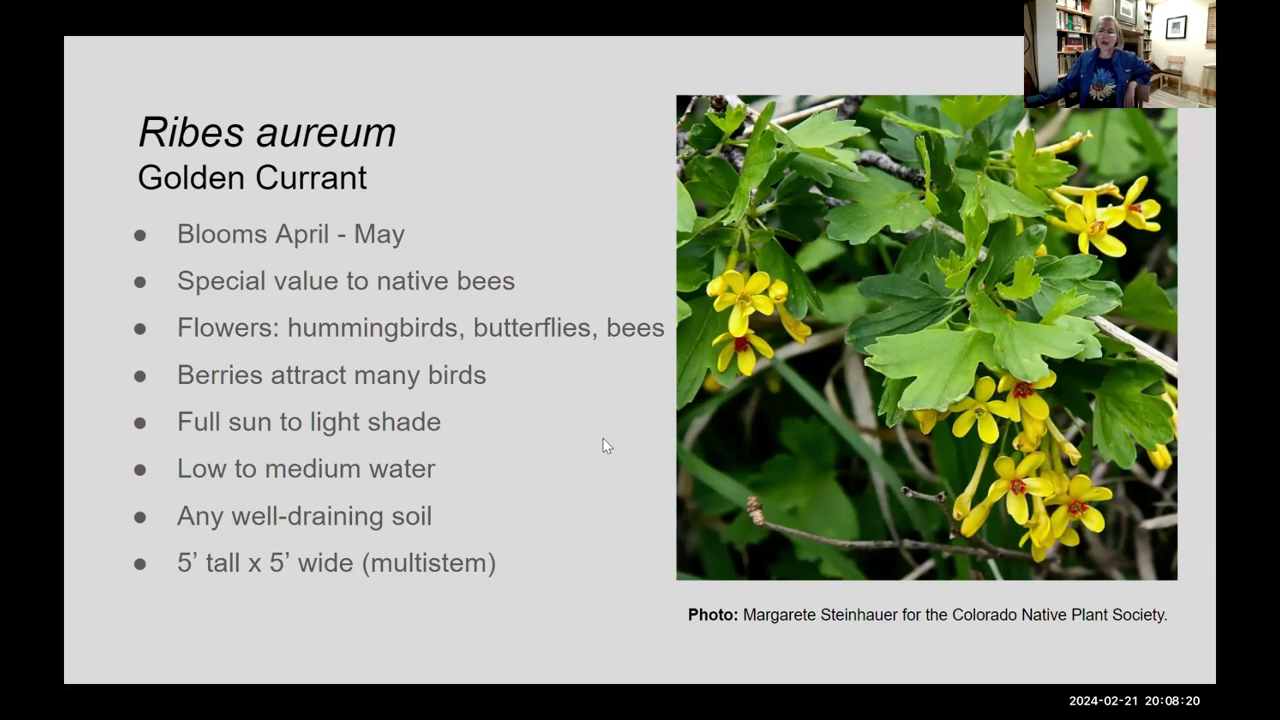 Ribes aureum
Golden Currant
● Blooms April - May
● Special value to native bees
● Flowers: hummingbirds, butterflies, bees
● Berries attract many birds
● Full sun to light shade
● Low to medium water
● Any well-draining soil
● 5’ tall x 5’ wide (multistem)
Photo: Margarete Steinhauer for the Colorado Native Plant Society.
2024-02-21 20:08:20